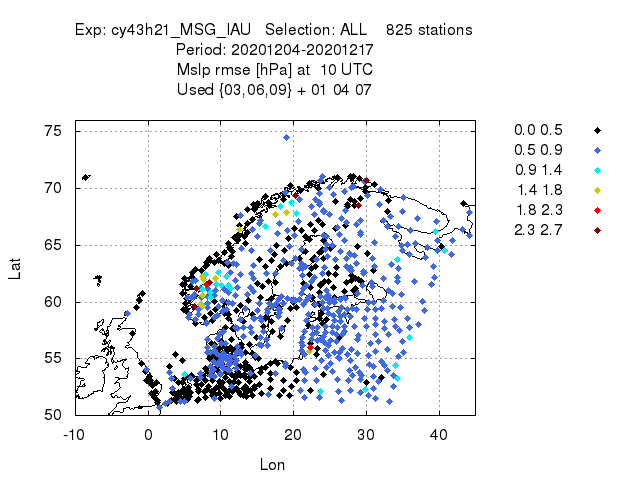 Exp: cy43h21_MSG_IAU   Selection: ALL    825 stations
Period: 20201204-20201217
Mslp rmse [hPa] at  10 UTC
Used {03,06,09} + 01 04 07
75
70
65
60
55
50
-10 0 10 20 30 40
Lat
Lon
0.0 0.5
0.5 0.9
0.9 1.4
1.4 1.8
1.8 2.3
2.3 2.7